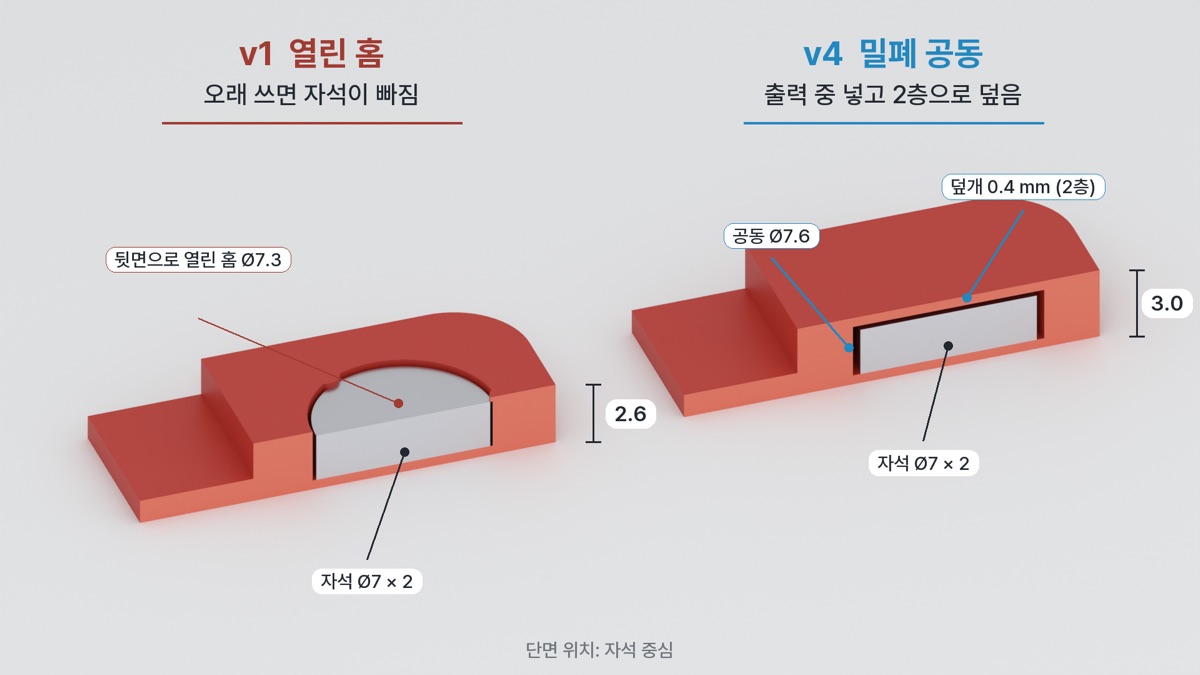 v1 열린 홈
오래 쓰면 자석이 빠짐
뒷면으로 열린 홈 Ø7.3
2.6
자석 Ø7 × 2
v4 밀폐 공동
출력 중 넣고 2층으로 덮음
덮개 0.4 mm (2층)
공동 Ø7.6
3.0
자석 Ø7 × 2
단면 위치: 자석 중심